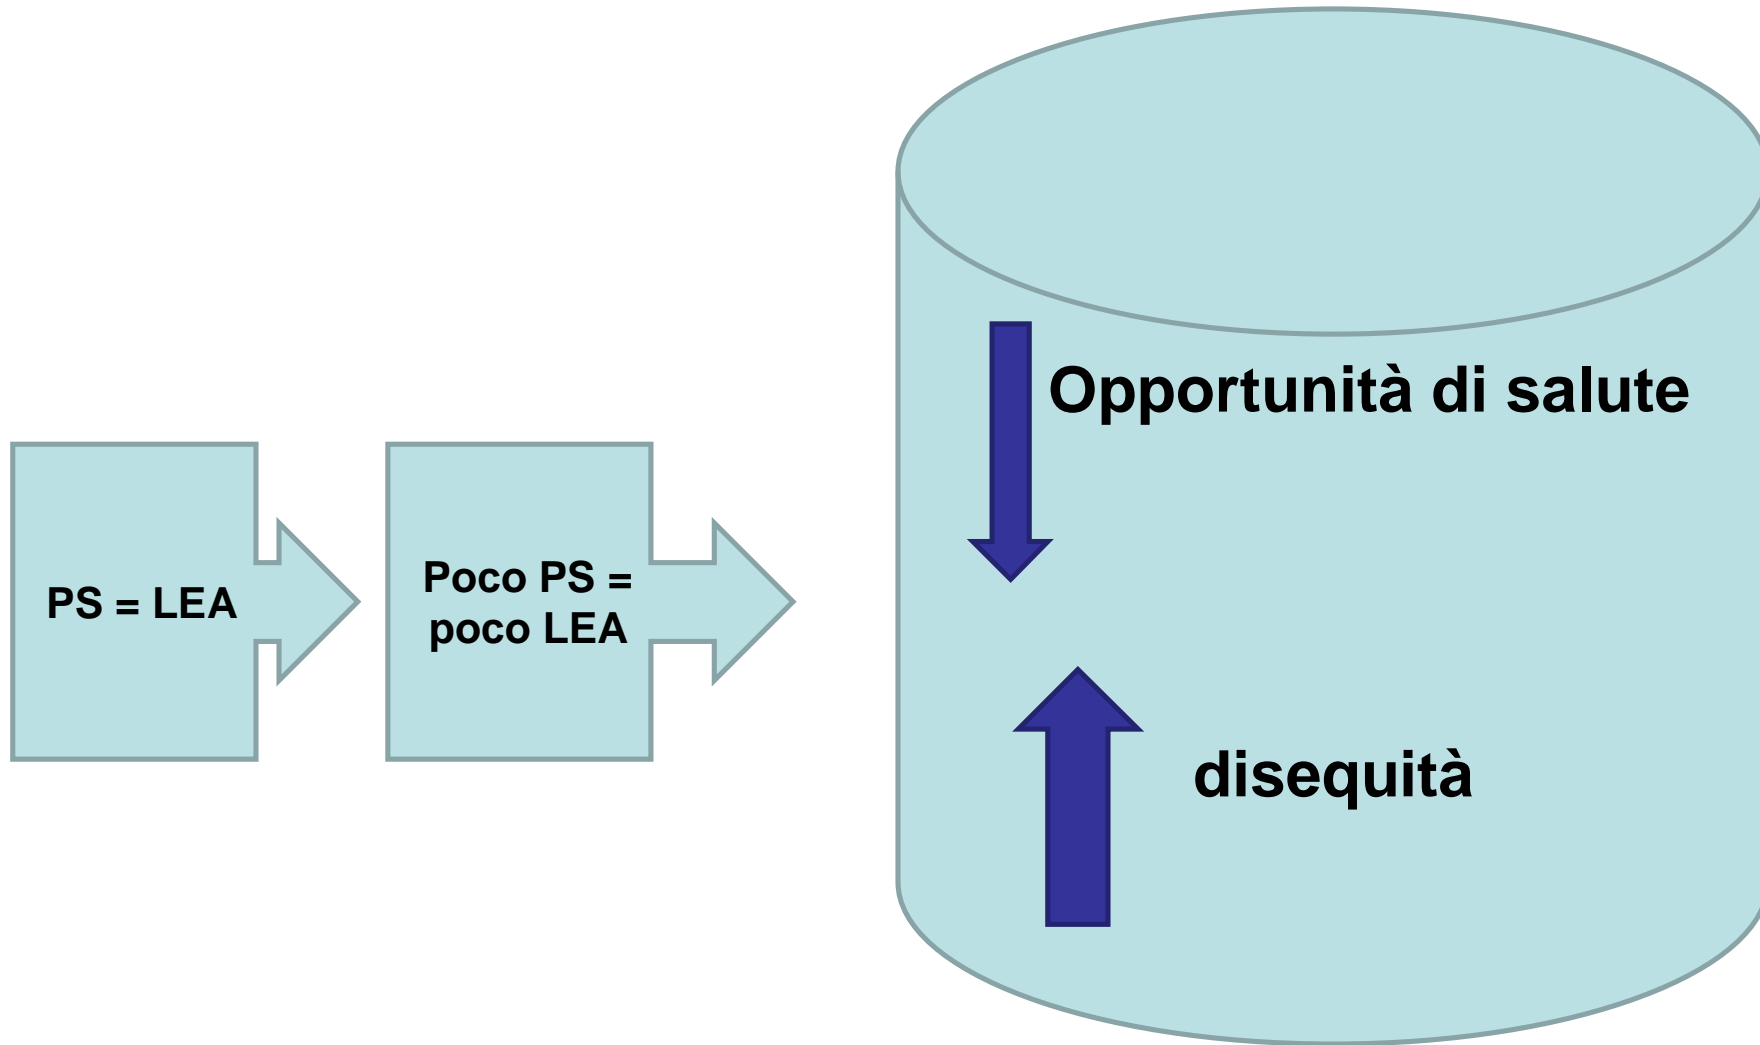 PS = LEA
Poco PS =
poco LEA
Opportunità di salute
disequità